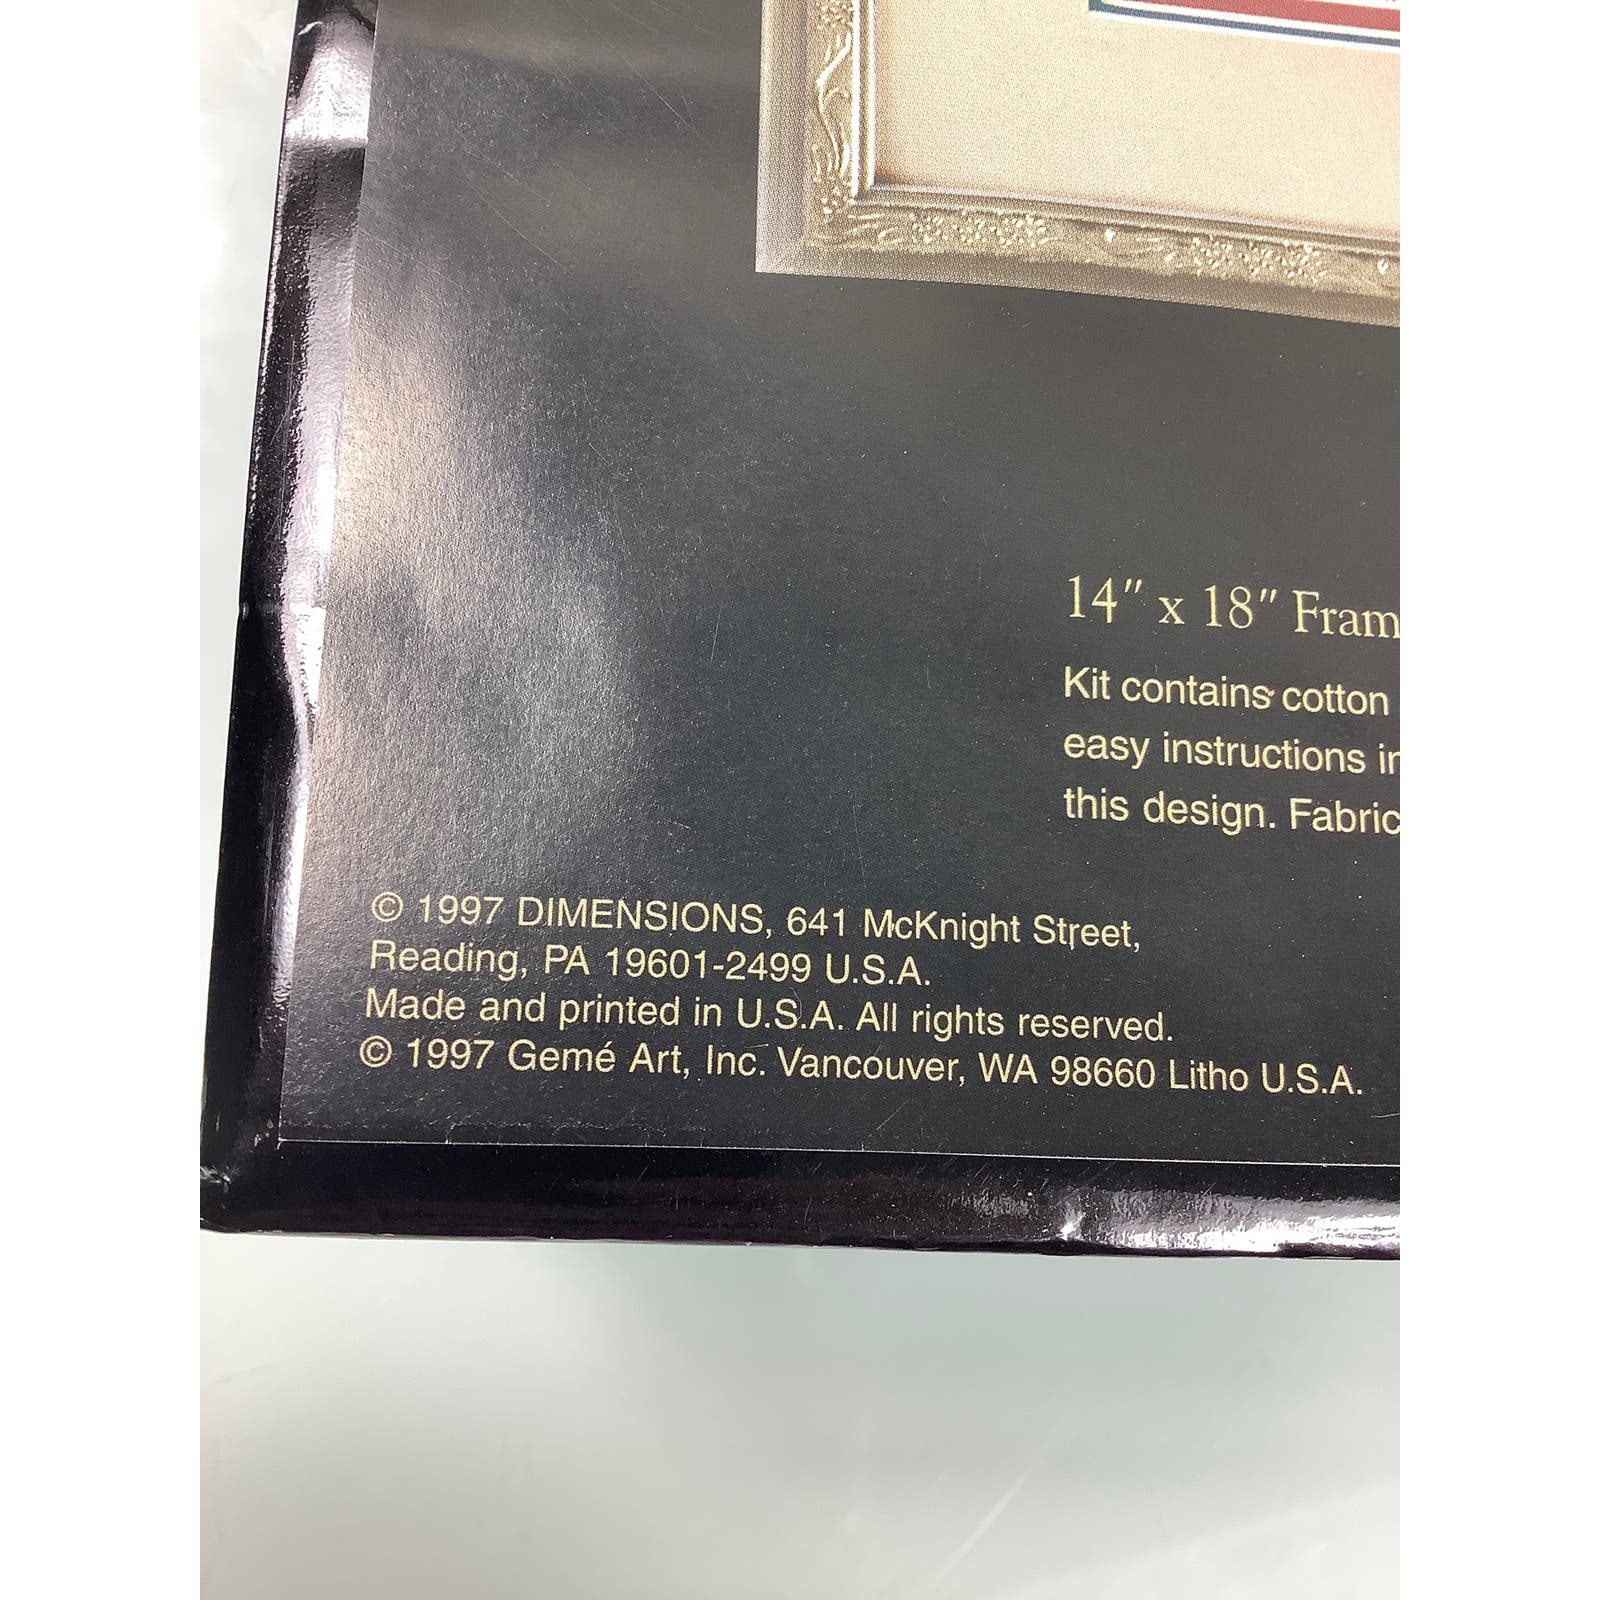 14" x 18" Fram
Kit contains cotton
easy instructions in
this design. Fabric
© 1997 DIMENSIONS, 641 McKnight Street,
Reading, PA 19601-2499 U.S.A.
Made and printed in U.S.A. All rights reserved.
© 1997 Gemé Art, Inc. Vancouver, WA 98660 Litho U.S.A.